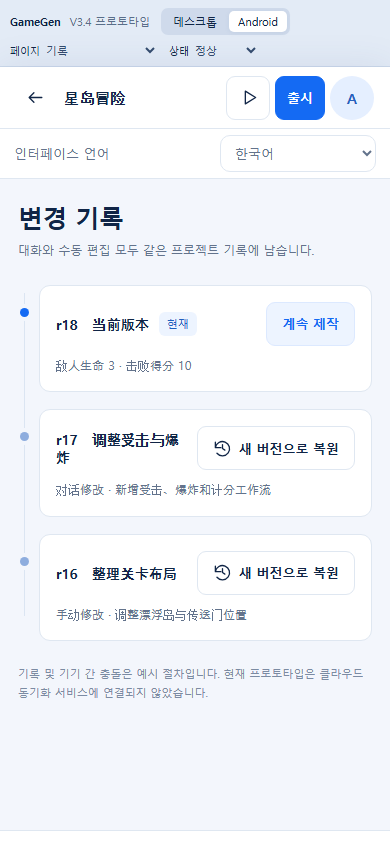 GameGen V3.4 프로토타입 데스크톱 Android
페이지 기록 상태 정상
星岛冒险 출시 A
인터페이스 언어 한국어
변경 기록
대화와 수동 편집 모두 같은 프로젝트 기록에 남습니다.
r18 当前版本 현재 계속 제작
敌人生命 3 · 击败得分 10
r17 调整受击与爆
炸
새 버전으로 복원
对话修改 · 新增受击、爆炸和计分工作流
r16 整理关卡布局 새 버전으로 복원
手动修改 · 调整漂浮岛与传送门位置
기록 및 기기 간 충돌은 예시 절차입니다. 현재 프로토타입은 클라우드
동기화 서비스에 연결되지 않았습니다.